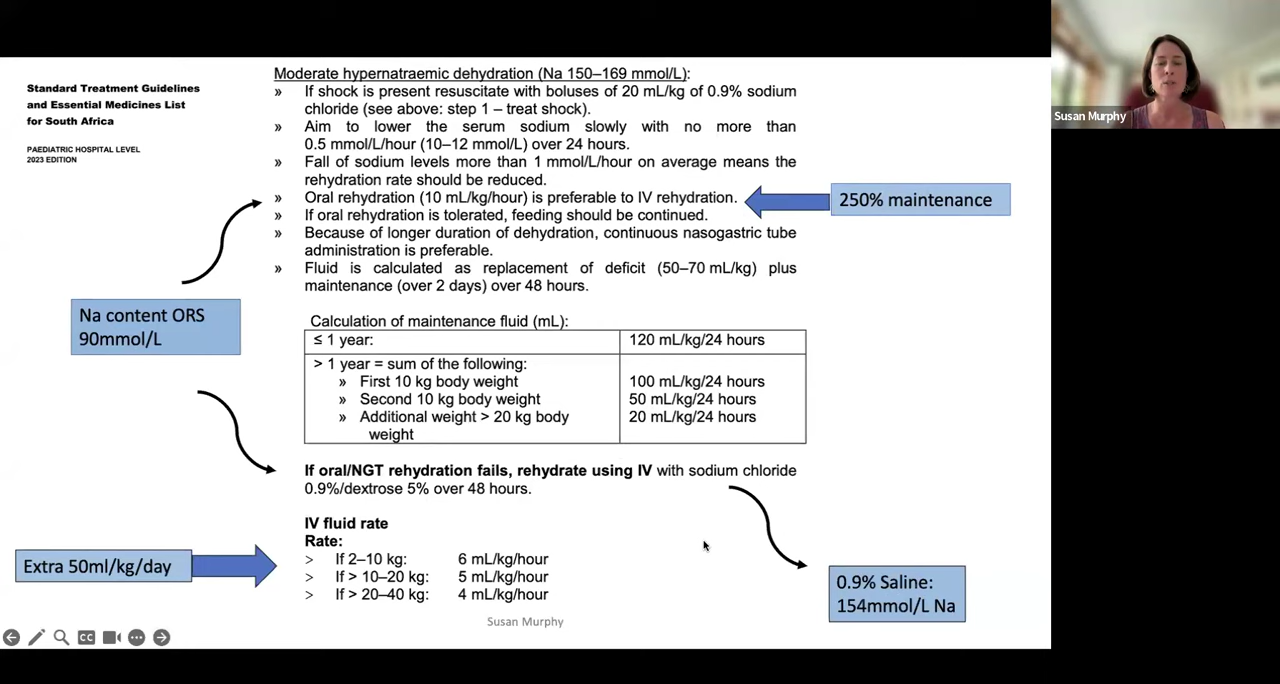 Standard Treatment Guidelines
and Essential Medicines List
for South Africa
PAEDIATRIC HOSPITAL LEVEL
2023 EDITION
Moderate hypernatraemic dehydration (Na 150–169 mmol/L):
» If shock is present resuscitate with boluses of 20 mL/kg of 0.9% sodium
chloride (see above: step 1 – treat shock).
» Aim to lower the serum sodium slowly with no more than
0.5 mmol/L/hour (10–12 mmol/L) over 24 hours.
» Fall of sodium levels more than 1 mmol/L/hour on average means the
rehydration rate should be reduced.
» Oral rehydration (10 mL/kg/hour) is preferable to IV rehydration.
» If oral rehydration is tolerated, feeding should be continued.
» Because of longer duration of dehydration, continuous nasogastric tube
administration is preferable.
» Fluid is calculated as replacement of deficit (50–70 mL/kg) plus
maintenance (over 2 days) over 48 hours.
250% maintenance
Na content ORS
90mmol/L
Calculation of maintenance fluid (mL):
≤ 1 year: 120 mL/kg/24 hours
> 1 year = sum of the following:
» First 10 kg body weight 100 mL/kg/24 hours
» Second 10 kg body weight 50 mL/kg/24 hours
» Additional weight > 20 kg body 20 mL/kg/24 hours
weight
If oral/NGT rehydration fails, rehydrate using IV with sodium chloride
0.9%/dextrose 5% over 48 hours.
IV fluid rate
Rate:
> If 2–10 kg: 6 mL/kg/hour
> If > 10–20 kg: 5 mL/kg/hour
> If > 20–40 kg: 4 mL/kg/hour
Extra 50ml/kg/day
0.9% Saline:
154mmol/L Na
Susan Murphy
CC
Susan Murphy